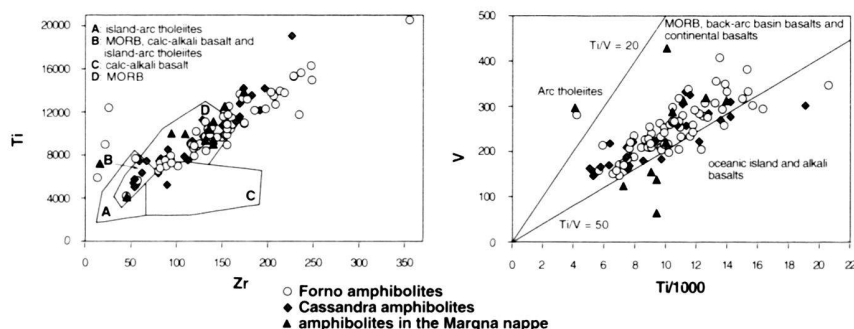 A: island-arc tholeiites
B: MORB, calc-alkali basalt and
island-arc tholeiites
C: calc-alkali basalt
D: MORB
20000
16000
12000
8000
4000
0
Ti
A
B
C
D
0
50
100
150
200
250
300
350
Zr
MORB, back-arc basin basalts and
continental basalts
Ti/V = 20
Arc tholeiites
oceanic island and alkali
basalts
Ti/V = 50
500
400
300
200
100
0
V
0
2
4
6
8
10
12
14
16
18
20
22
Ti/1000
Forno amphibolites
Cassandra amphibolites
amphibolites in the Margna nappe